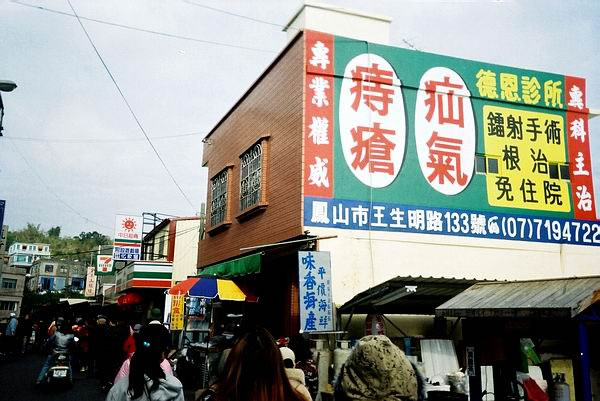 專業權威
痔瘡
疝氣
德恩診所
鐳射手術
根治
免住院
專科主治
鳳山市王生明路133號 (07)7194722
味香海產
平價海鮮
7